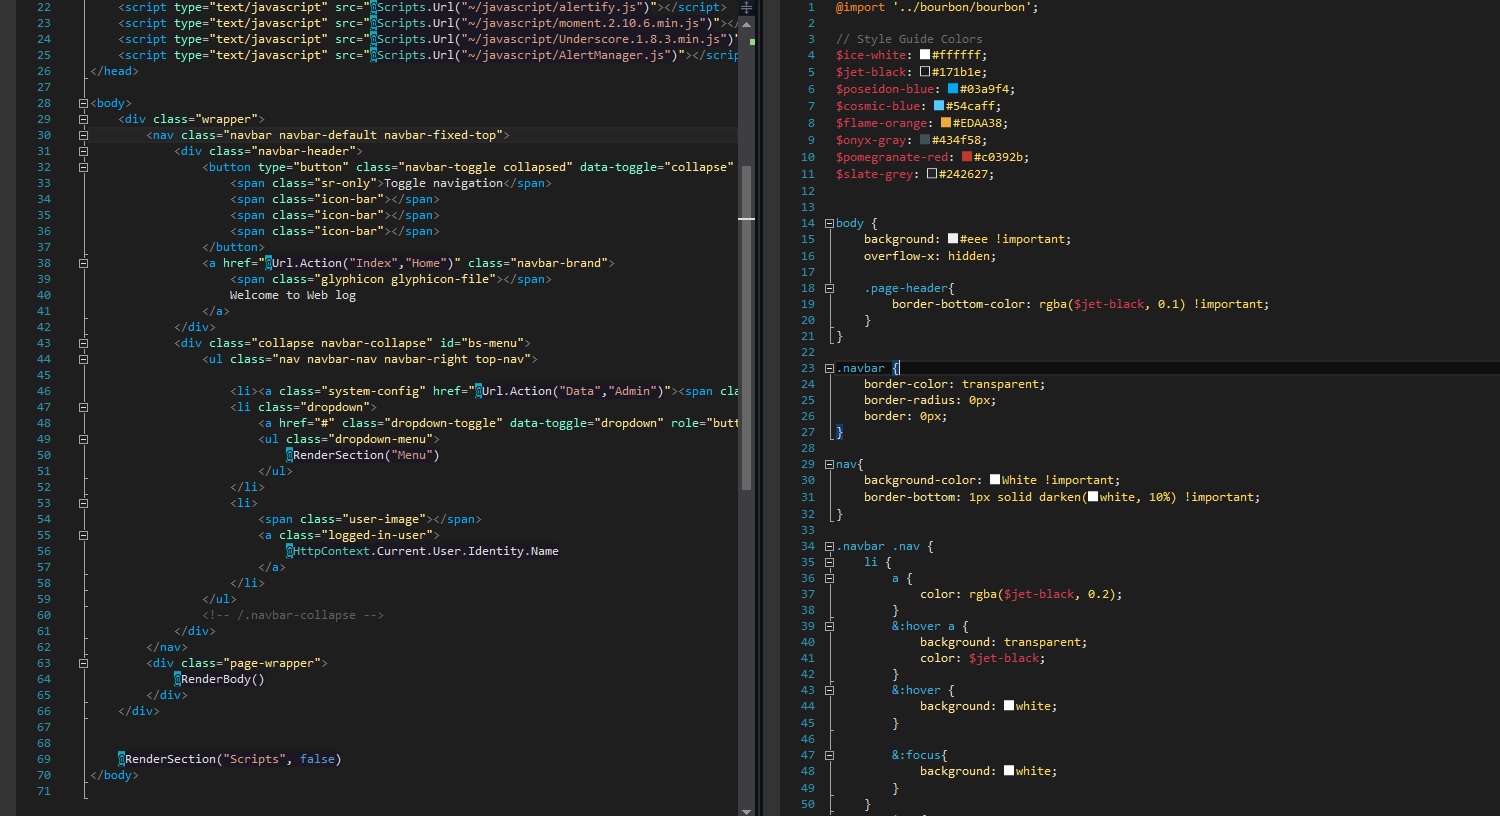 22 <script type="text/javascript" src="@Scripts.Url("~/javascript/alertify.js")"></script>
23 <script type="text/javascript" src="@Scripts.Url("~/javascript/moment.2.10.6.min.js")"></
24 <script type="text/javascript" src="@Scripts.Url("~/javascript/Underscore.1.8.3.min.js")"
25 <script type="text/javascript" src="@Scripts.Url("~/javascript/AlertManager.js")"></scrip
26 </head>
27
28 <body>
29 <div class="wrapper">
30 <nav class="navbar navbar-default navbar-fixed-top">
31 <div class="navbar-header">
32 <button type="button" class="navbar-toggle collapsed" data-toggle="collapse"
33 <span class="sr-only">Toggle navigation</span>
34 <span class="icon-bar"></span>
35 <span class="icon-bar"></span>
36 <span class="icon-bar"></span>
37 </button>
38 <a href="@Url.Action("Index","Home")" class="navbar-brand">
39 <span class="glyphicon glyphicon-file"></span>
40 Welcome to Web log
41 </a>
42 </div>
43 <div class="collapse navbar-collapse" id="bs-menu">
44 <ul class="nav navbar-nav navbar-right top-nav">
45
46 <li><a class="system-config" href="@Url.Action("Data","Admin")"><span cla
47 <li class="dropdown">
48 <a href="#" class="dropdown-toggle" data-toggle="dropdown" role="butt
49 <ul class="dropdown-menu">
50 @RenderSection("Menu")
51 </ul>
52 </li>
53 <li>
54 <span class="user-image"></span>
55 <a class="logged-in-user">
56 @HttpContext.Current.User.Identity.Name
57 </a>
58 </li>
59 </ul>
60 <!-- /.navbar-collapse -->
61 </div>
62 </nav>
63 <div class="page-wrapper">
64 @RenderBody()
65 </div>
66 </div>
67
68
69 @RenderSection("Scripts", false)
70 </body>
71
1 @import '../bourbon/bourbon';
2
3 // Style Guide Colors
4 $ice-white: #ffffff;
5 $jet-black: #171b1e;
6 $poseidon-blue: #03a9f4;
7 $cosmic-blue: #54caff;
8 $flame-orange: #EDAA38;
9 $onyx-gray: #434f58;
10 $pomegranate-red: #c0392b;
11 $slate-grey: #242627;
12
13
14 body {
15 background: #eee !important;
16 overflow-x: hidden;
17
18 .page-header{
19 border-bottom-color: rgba($jet-black, 0.1) !important;
20 }
21 }
22
23 .navbar {
24 border-color: transparent;
25 border-radius: 0px;
26 border: 0px;
27 }
28
29 nav{
30 background-color: White !important;
31 border-bottom: 1px solid darken(white, 10%) !important;
32 }
33
34 .navbar .nav {
35 li {
36 a {
37 color: rgba($jet-black, 0.2);
38 }
39 &:hover a {
40 background: transparent;
41 color: $jet-black;
42 }
43 &:hover {
44 background: white;
45 }
46
47 &:focus{
48 background: white;
49 }
50 }